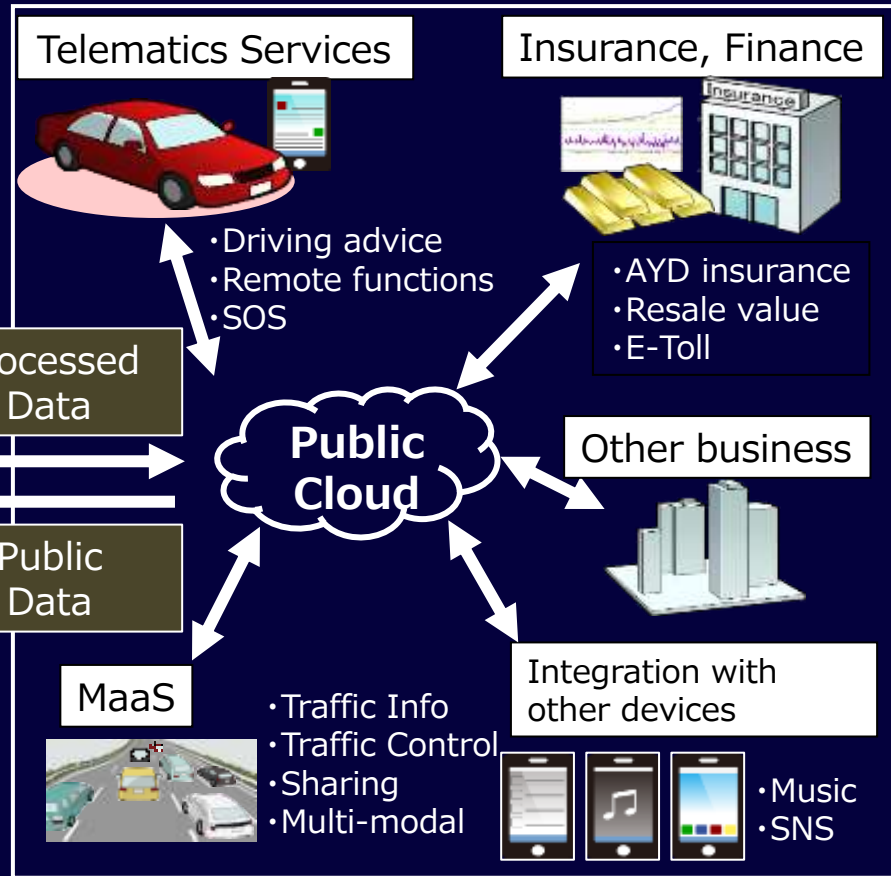 Telematics Services
Insurance, Finance
Insurance
・Driving advice
・Remote functions
・SOS
・AYD insurance
・Resale value
・E-Toll
ocessed
Data
Public
Cloud
Other business
Public
Data
MaaS
・Traffic Info
・Traffic Control
・Sharing
・Multi-modal
Integration with
other devices
・Music
・SNS